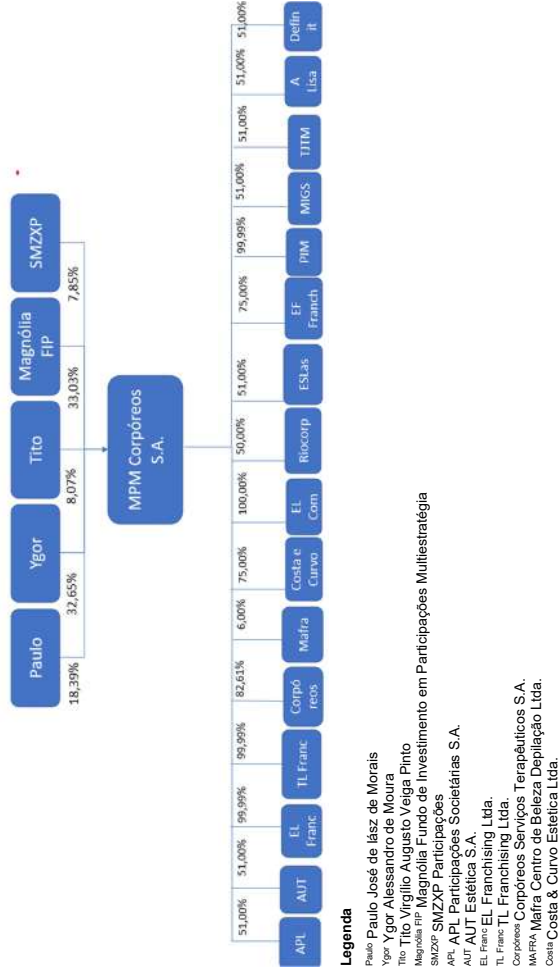 Paulo
Ygor
Tito
Magnólia
FIP
SMZXP
18,39%
32,65%
8,07%
33,03%
7,85%
MPM Corpóreos
S.A.
51,00%
51,00%
99,99%
99,99%
82,61%
6,00%
75,00%
100,00%
50,00%
51,00%
75,00%
99,99%
51,00%
51,00%
51,00%
51,00%
APL
AUT
EL
Franc
TL Franc
Corpó
reos
Mafra
Costa e
Curvo
EL
Com
Riocorp
ESLas
EF
Franch
PIM
MIGS
TJTM
A
Lisa
Defin
it
Legenda
Paulo Paulo José de Iász de Morais
Ygor Ygor Alessandro de Moura
Tito Tito Virgílio Augusto Veiga Pinto
Magnólia FIP Magnólia Fundo de Investimento em Participações Multiestratégia
SMZXP SMZXP Participações
APL APL Participações Societárias S.A.
AUT AUT Estética S.A.
EL Franc EL Franchising Ltda.
TL Franc TL Franchising Ltda.
Corpóreos Corpóreos Serviços Terapêuticos S.A.
MAFRA Mafra Centro de Beleza Depilação Ltda.
Costa Costa & Curvo Estetica Ltda.